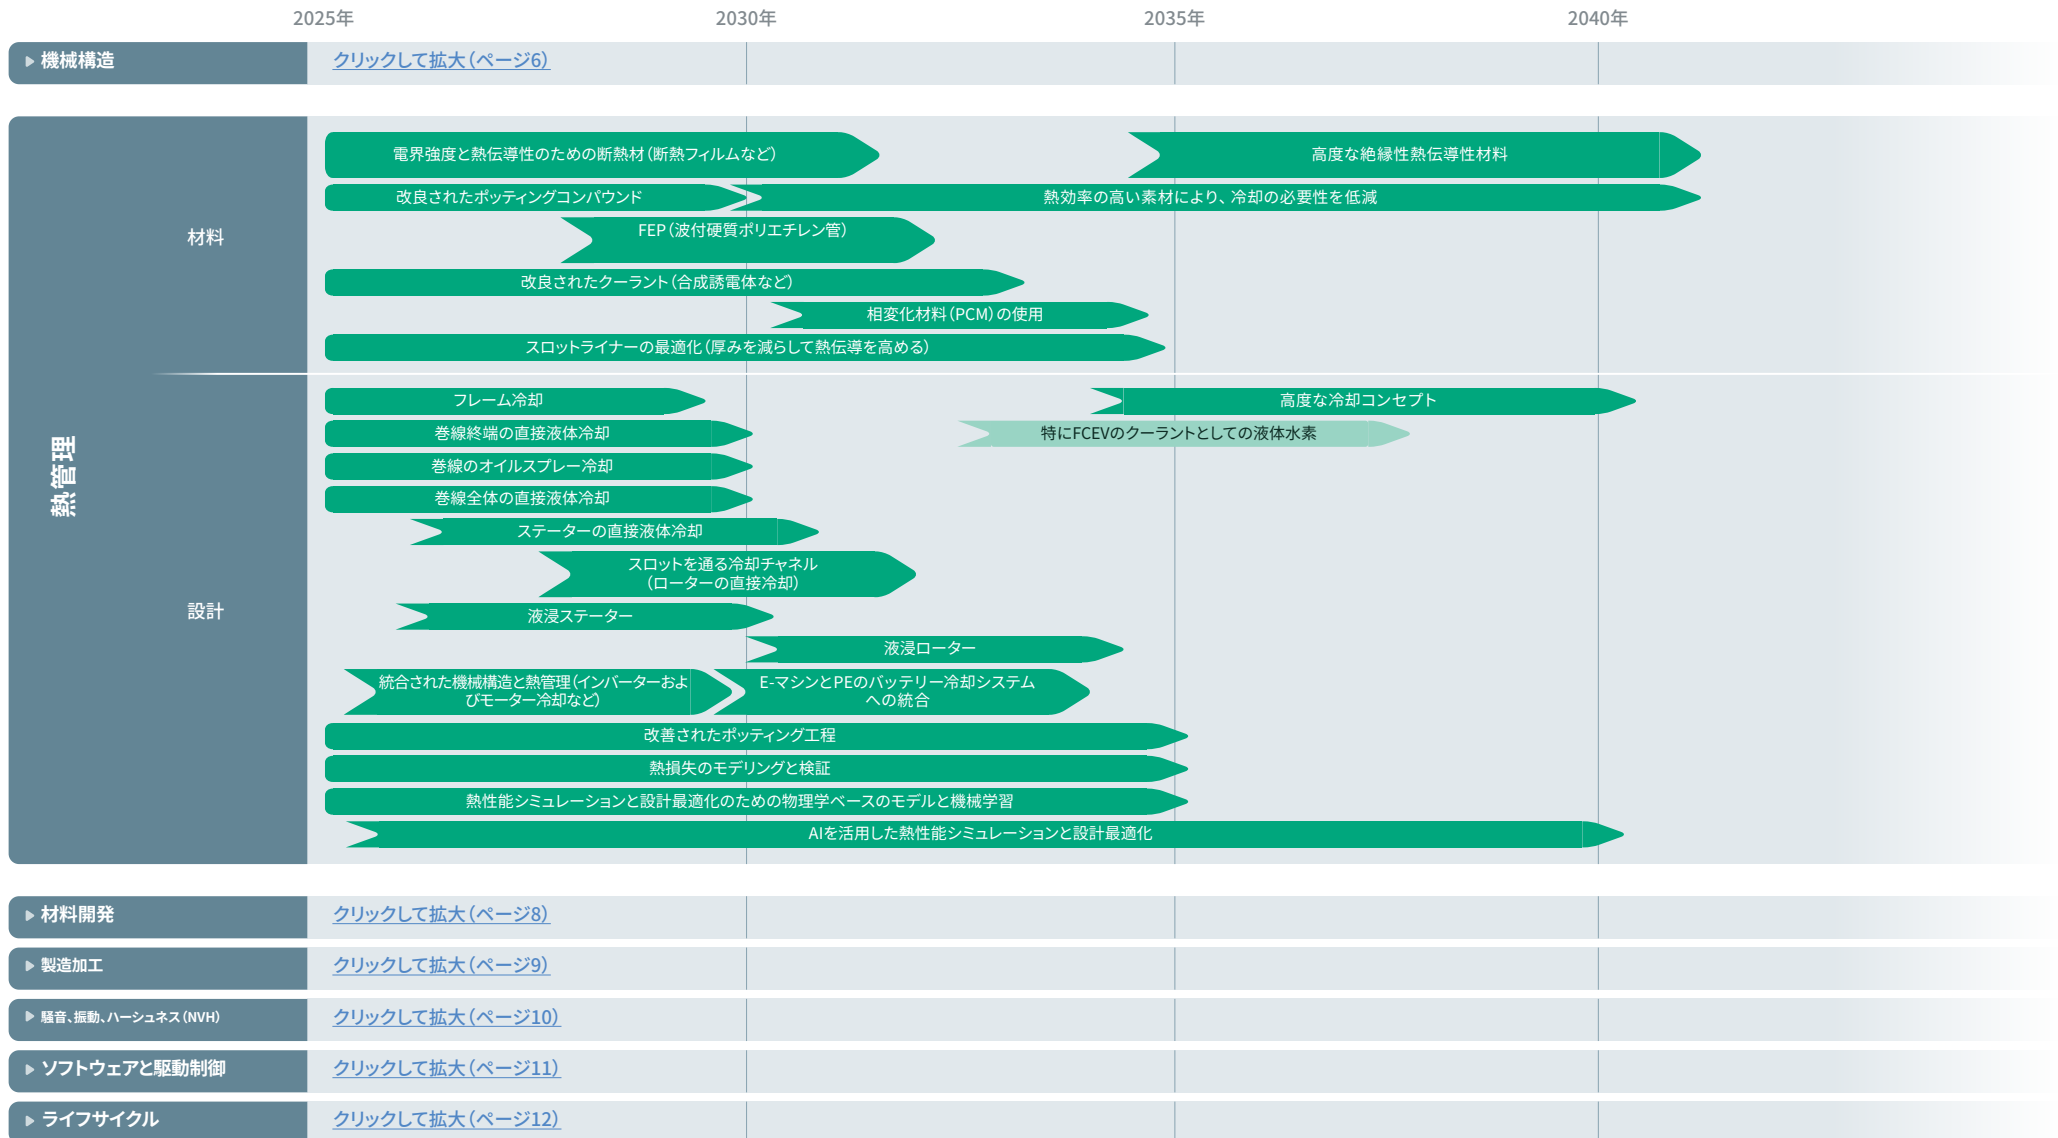 2025年
2030年
2035年
2040年
機械構造
クリックして拡大（ページ6）
熱管理
材料
電界強度と熱伝導性のための断熱材（断熱フィルムなど）
高度な絶縁性熱伝導性材料
改良されたポッティングコンパウンド
熱効率の高い素材により、冷却の必要性を低減
FEP（波付硬質ポリエチレン管）
改良されたクーラント（合成誘電体など）
相変化材料（PCM）の使用
スロットライナーの最適化（厚みを減らして熱伝導を高める）
設計
フレーム冷却
高度な冷却コンセプト
巻線終端の直接液体冷却
特にFCEVのクーラントとしての液体水素
巻線のオイルスプレー冷却
巻線全体の直接液体冷却
ステーターの直接液体冷却
スロットを通る冷却チャネル
（ローターの直接冷却）
液浸ステーター
液浸ローター
統合された機械構造と熱管理（インバーターおよ
びモーター冷却など）
E-マシンとPEのバッテリー冷却システム
への統合
改善されたポッティング工程
熱損失のモデリングと検証
熱性能シミュレーションと設計最適化のための物理学ベースのモデルと機械学習
AIを活用した熱性能シミュレーションと設計最適化
材料開発
クリックして拡大（ページ8）
製造加工
クリックして拡大（ページ9）
騒音、振動、ハーシュネス（NVH）
クリックして拡大（ページ10）
ソフトウェアと駆動制御
クリックして拡大（ページ11）
ライフサイクル
クリックして拡大（ページ12）